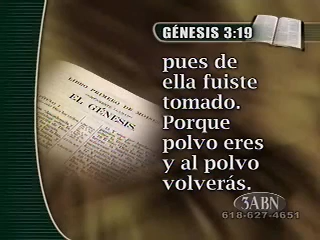 GÉNESIS 3:19
pues de
ella fuiste
tomado.
Porque
polvo eres
y al polvo
volverás.
LIBRO PRIMERO DE
EL GÉNESIS
3ABN
618-627-4651